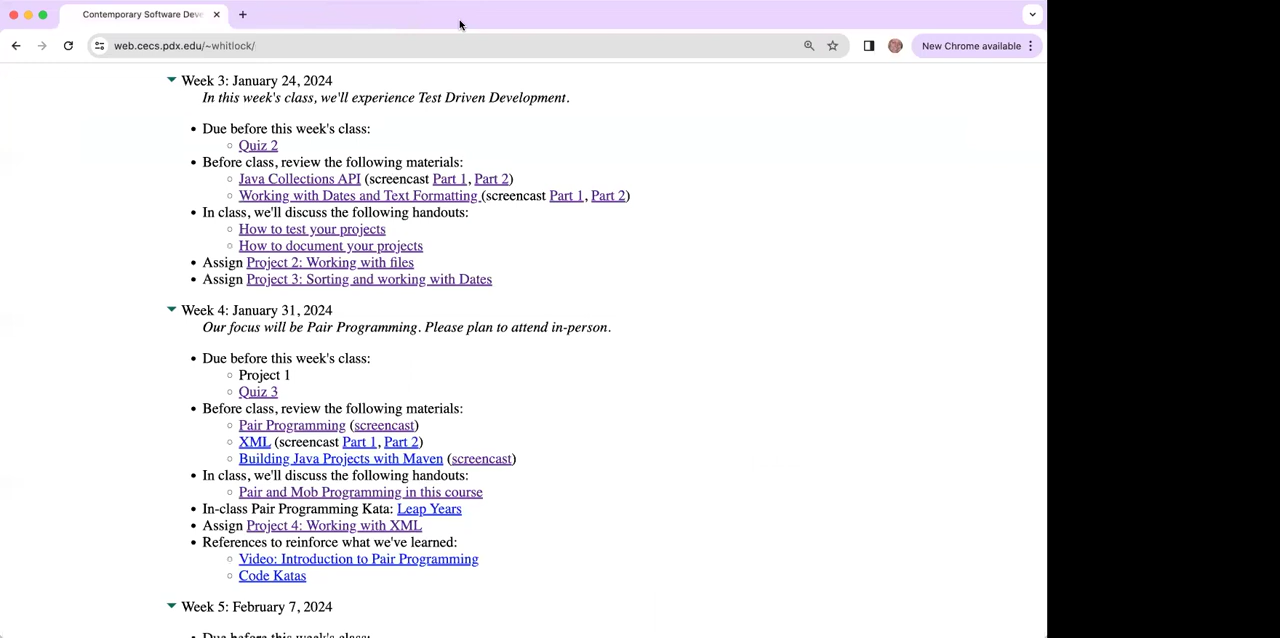 Contemporary Software Deve
web.cecs.pdx.edu/~whitlock/
New Chrome available
Week 3: January 24, 2024
In this week's class, we'll experience Test Driven Development.
Due before this week's class:
Quiz 2
Before class, review the following materials:
Java Collections API (screencast Part 1, Part 2)
Working with Dates and Text Formatting (screencast Part 1, Part 2)
In class, we'll discuss the following handouts:
How to test your projects
How to document your projects
Assign Project 2: Working with files
Assign Project 3: Sorting and working with Dates
Week 4: January 31, 2024
Our focus will be Pair Programming. Please plan to attend in-person.
Due before this week's class:
Project 1
Quiz 3
Before class, review the following materials:
Pair Programming (screencast)
XML (screencast Part 1, Part 2)
Building Java Projects with Maven (screencast)
In class, we'll discuss the following handouts:
Pair and Mob Programming in this course
In-class Pair Programming Kata: Leap Years
Assign Project 4: Working with XML
References to reinforce what we've learned:
Video: Introduction to Pair Programming
Code Katas
Week 5: February 7, 2024
Due before this week's class: